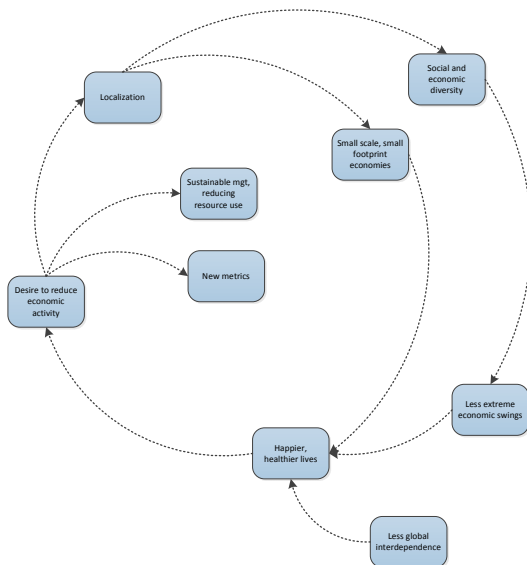 Social and
economic
diversity
Localization
Small scale, small
footprint
economies
Sustainable mgt,
reducing
resource use
New metrics
Desire to reduce
economic
activity
Less extreme
economic swings
Happier,
healthier lives
Less global
interdependence